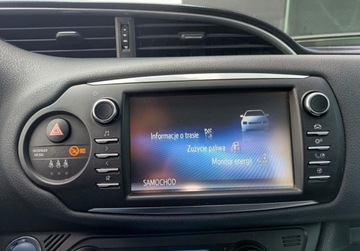 Informacje o trasie
Zużycie paliwa
Monitor energii
SAMOCHÓD